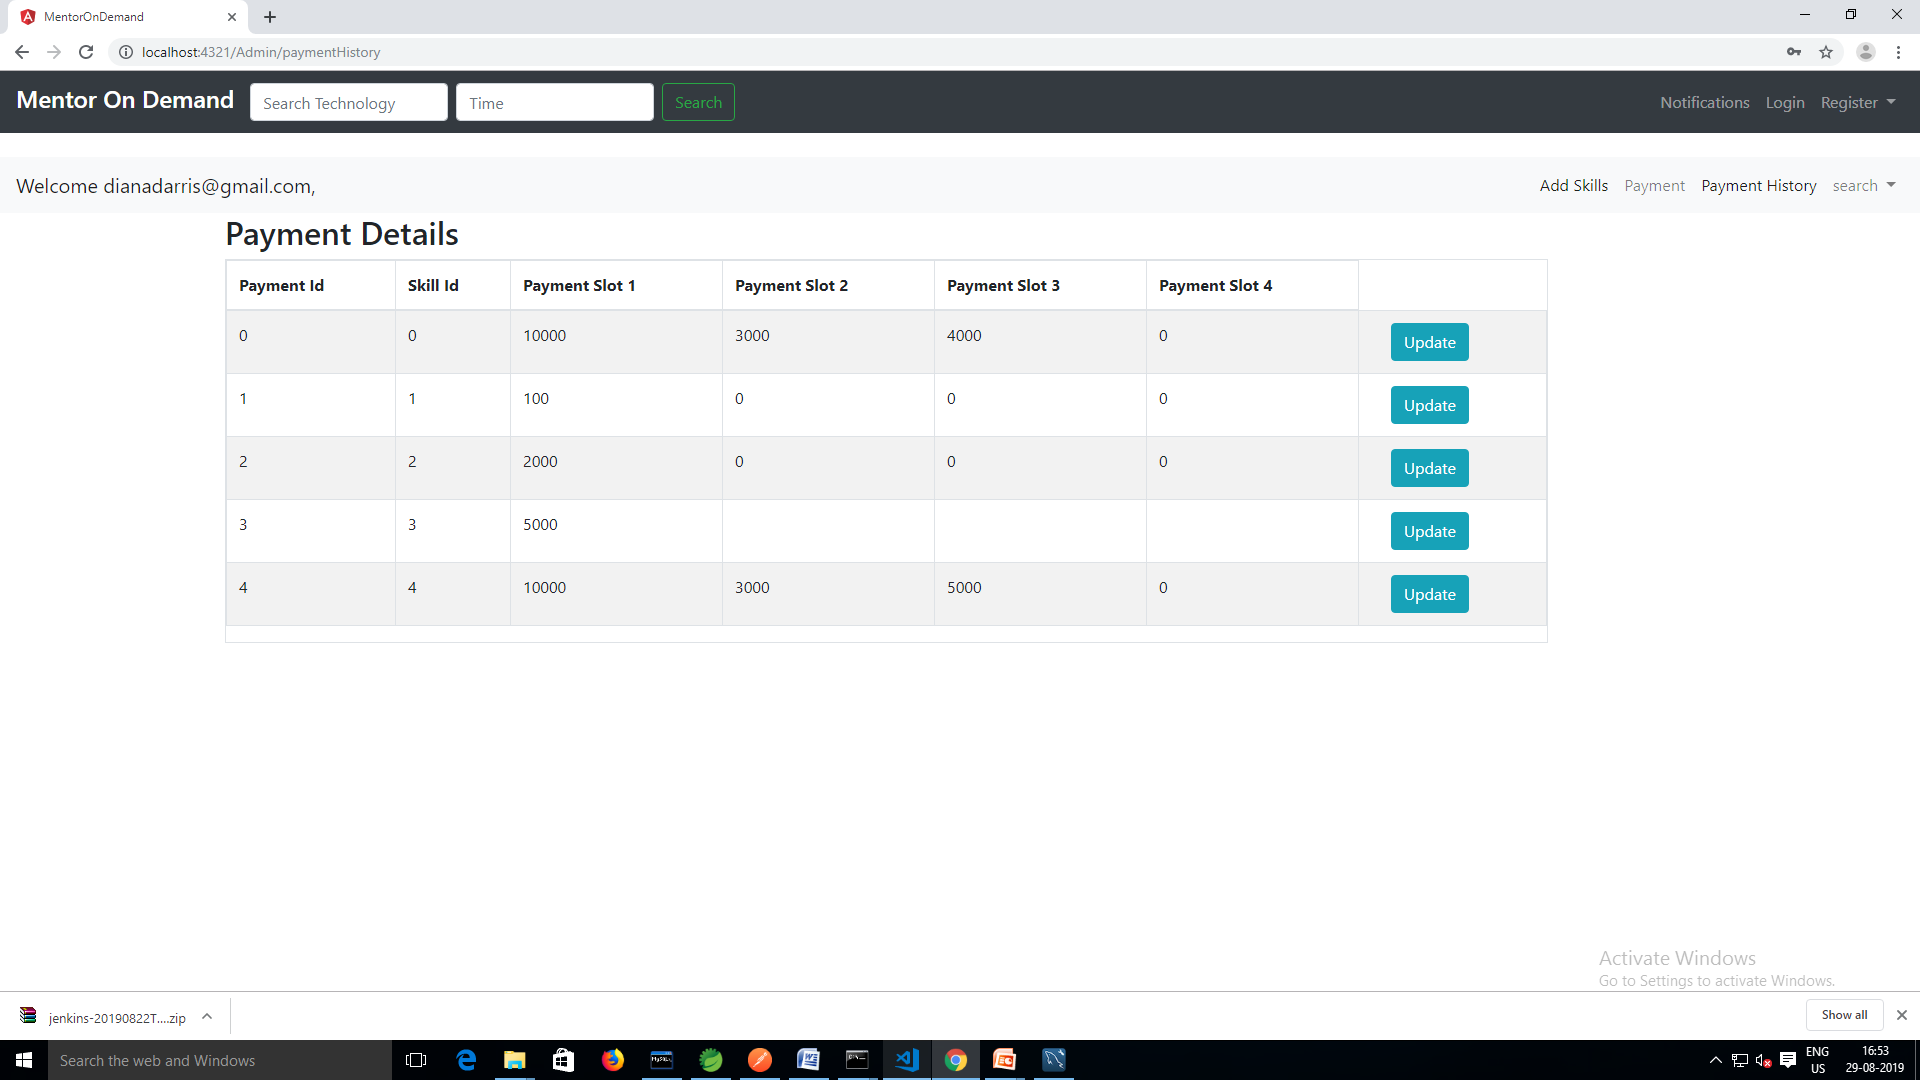 MentorOnDemand
localhost:4321/Admin/paymentHistory
Mentor On Demand Search Technology Time Search Notifications Login Register
Welcome dianadarris@gmail.com, Add Skills Payment Payment History search
Payment Details
Payment Id Skill Id Payment Slot 1 Payment Slot 2 Payment Slot 3 Payment Slot 4
0 0 10000 3000 4000 0 Update
1 1 100 0 0 0 Update
2 2 2000 0 0 0 Update
3 3 5000 Update
4 4 10000 3000 5000 0 Update
Activate Windows
Go to Settings to activate Windows.
jenkins-20190822T....zip Show all
Search the web and Windows
ENG 16:53
US 29-08-2019